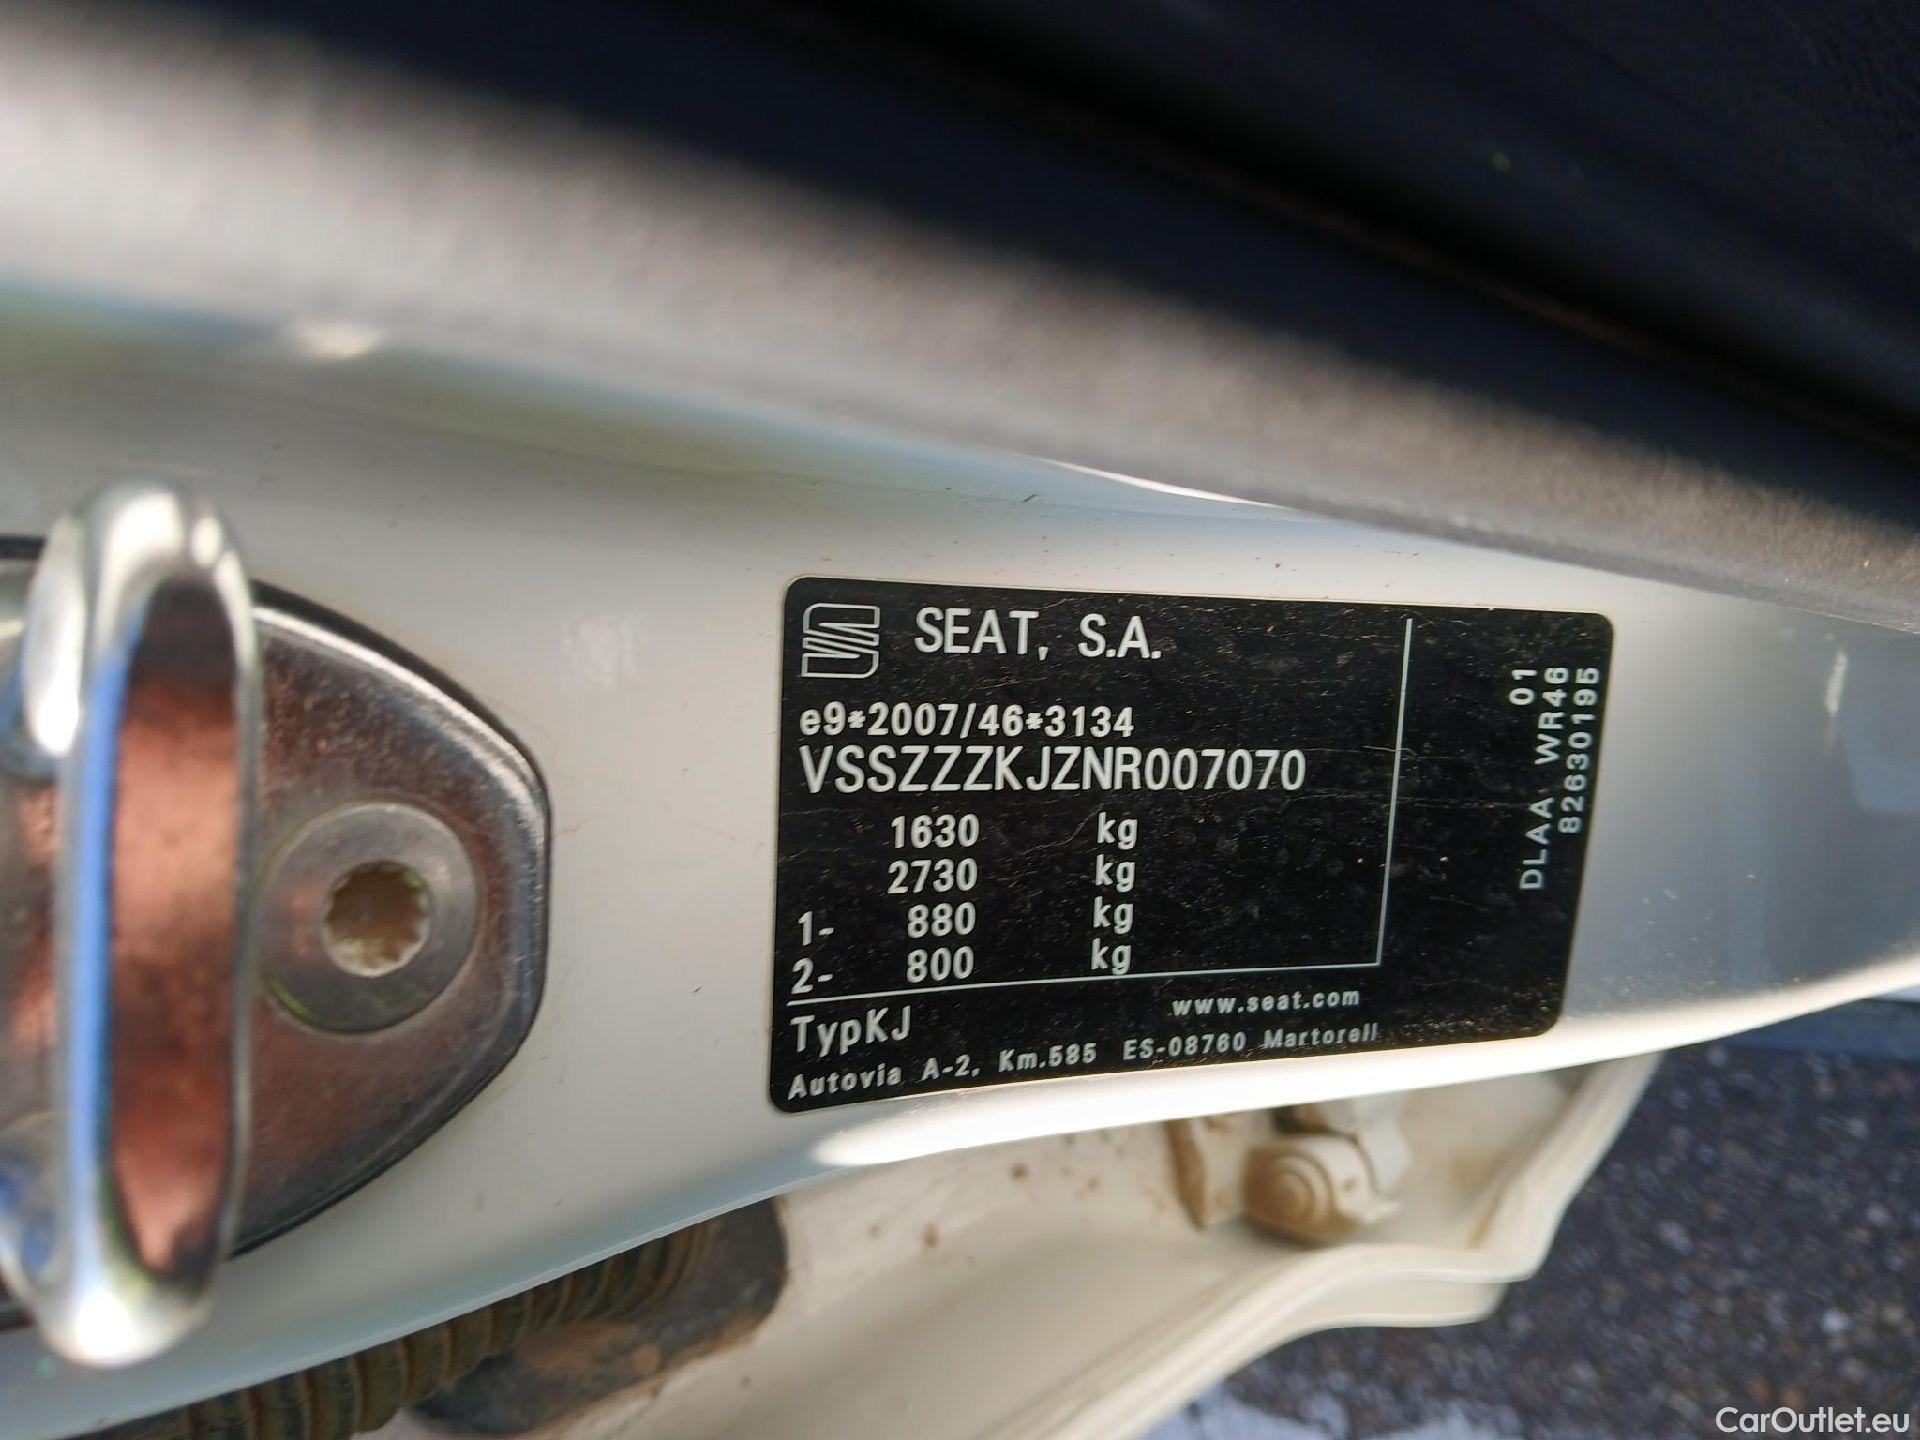 SEAT, S.A.
e9*2007/46*3134
VSSZZZKJZNR007070
1630 kg
2730 kg
1- 880 kg
2- 800 kg
TypKJ
www.seat.com
Autovia A-2, Km.585 ES-08760 Martorell
01
DLAA WR46
82630195
CarOutlet.eu